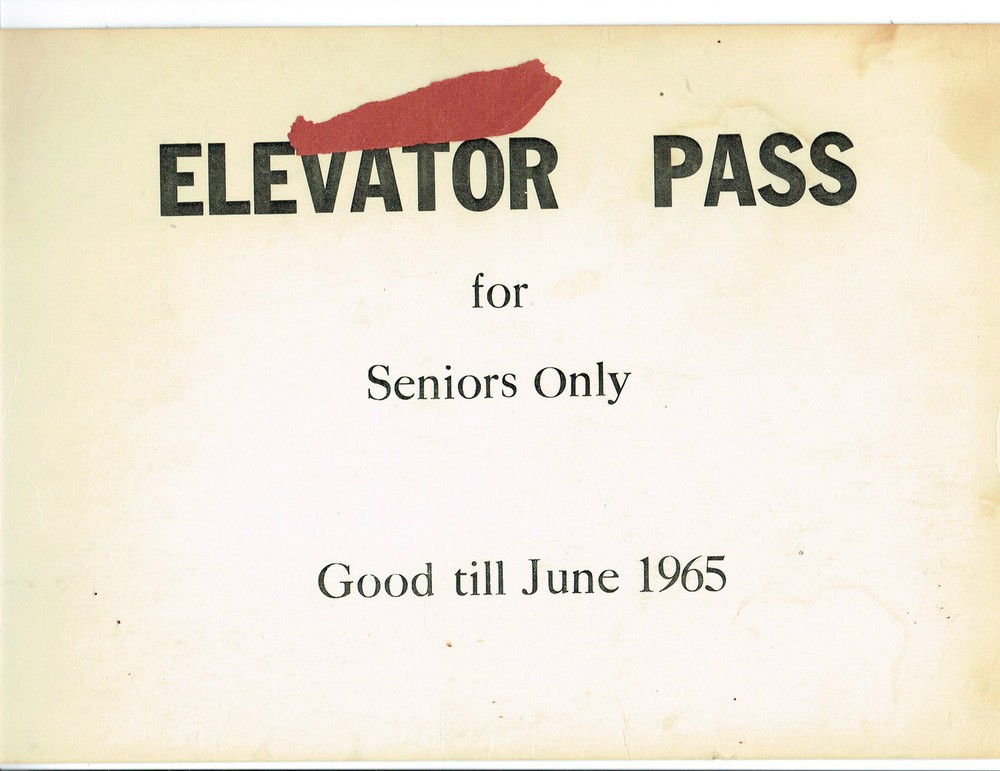 ELEVATOR PASS
for
Seniors Only
Good till June 1965